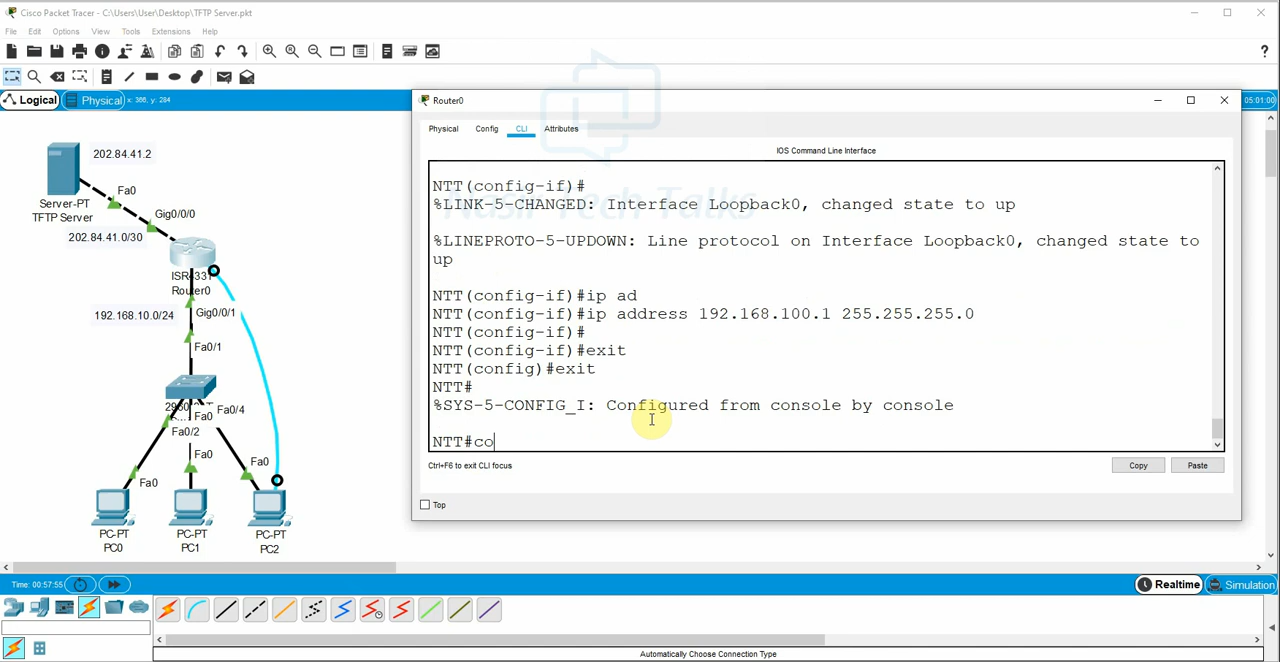 Cisco Packet Tracer - C:\Users\User\Desktop\TFTP Server.pkt
File Edit Options View Tools Extensions Help
?
Logical Physical x: 366, y: 284
05:01:00
202.84.41.2
Fa0
Server-PT
TFTP Server
Gig0/0/0
202.84.41.0/30
Router0
192.168.10.0/24
Gig0/0/1
Fa0/1
Fa0
Fa0/4
Fa0/2
Fa0
Fa0
Fa0
PC-PT
PC0
PC-PT
PC1
PC-PT
PC2
Router0
Physical Config CLI Attributes
IOS Command Line Interface
Nasir Tech Talks
NTT(config-if)#
%LINK-5-CHANGED: Interface Loopback0, changed state to up
%LINEPROTO-5-UPDOWN: Line protocol on Interface Loopback0, changed state to
up
NTT(config-if)#ip ad
NTT(config-if)#ip address 192.168.100.1 255.255.255.0
NTT(config-if)#
NTT(config-if)#exit
NTT(config)#exit
NTT#
%SYS-5-CONFIG_I: Configured from console by console
NTT#co
Ctrl+F6 to exit CLI focus
Copy Paste
Top
Time: 00:57:55
Realtime Simulation
Automatically Choose Connection Type